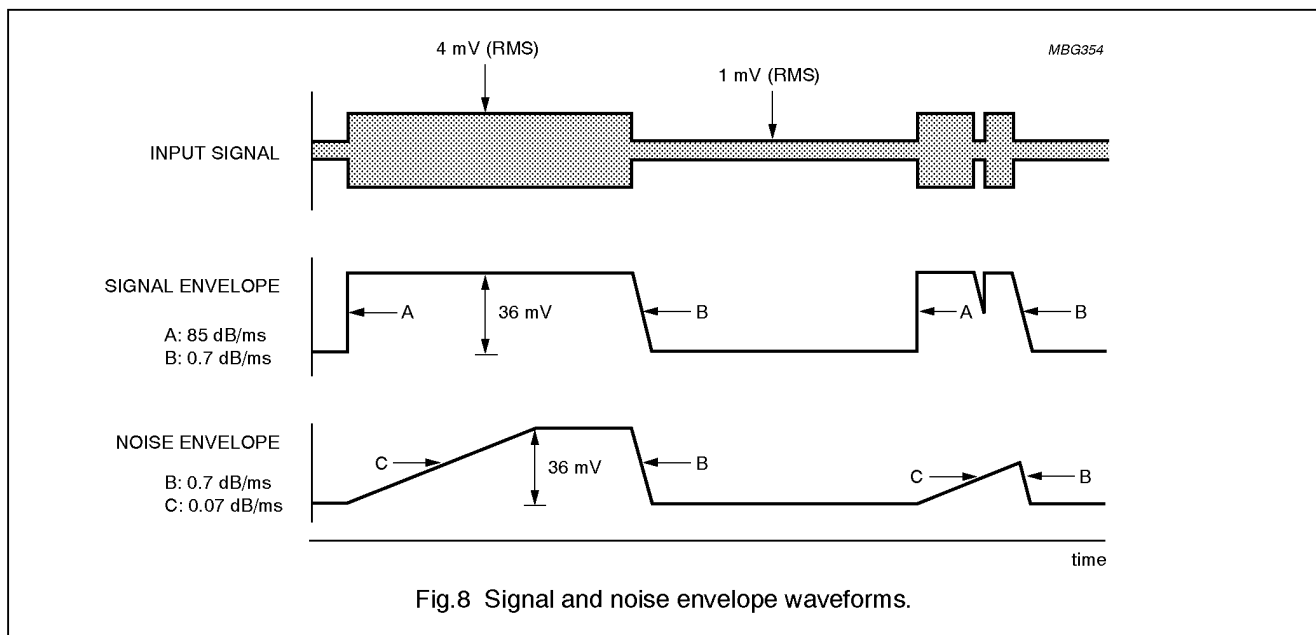 4 mV (RMS)
MBG354
1 mV (RMS)
INPUT SIGNAL
SIGNAL ENVELOPE
A
36 mV
B
A
B
A: 85 dB/ms
B: 0.7 dB/ms
NOISE ENVELOPE
C
36 mV
B
C
B
B: 0.7 dB/ms
C: 0.07 dB/ms
time
Fig.8 Signal and noise envelope waveforms.